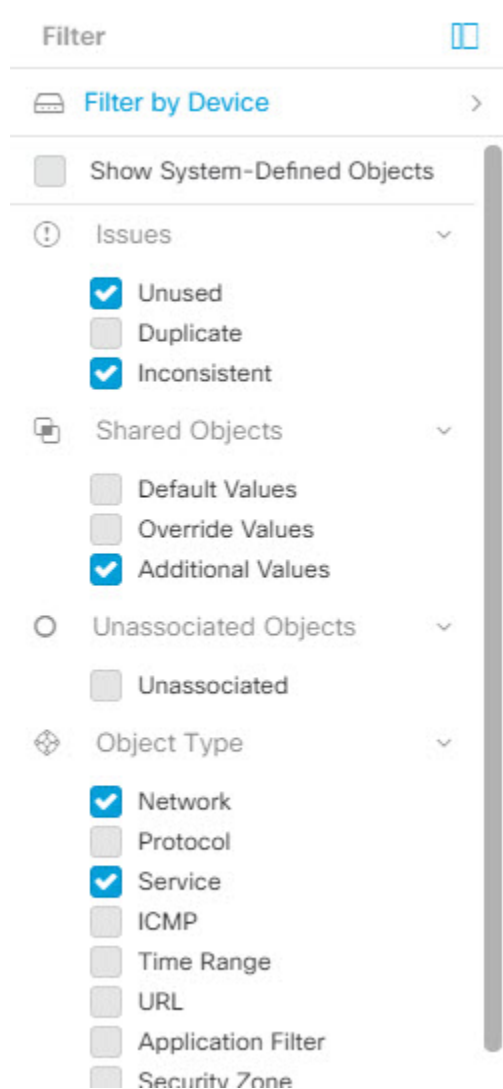 Filter
Filter by Device
Show System-Defined Objects
Issues
Unused
Duplicate
Inconsistent
Shared Objects
Default Values
Override Values
Additional Values
Unassociated Objects
Unassociated
Object Type
Network
Protocol
Service
ICMP
Time Range
URL
Application Filter
Security Zone